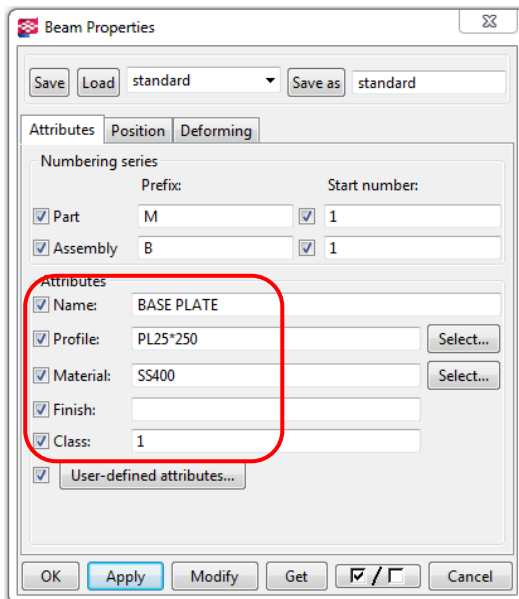 Beam Properties
Save Load standard Save as standard
Attributes Position Deforming
Numbering series
Prefix: Start number:
Part M 1
Assembly B 1
Attributes
Name: BASE PLATE
Profile: PL25*250 Select...
Material: SS400 Select...
Finish:
Class: 1
User-defined attributes...
OK Apply Modify Get / Cancel